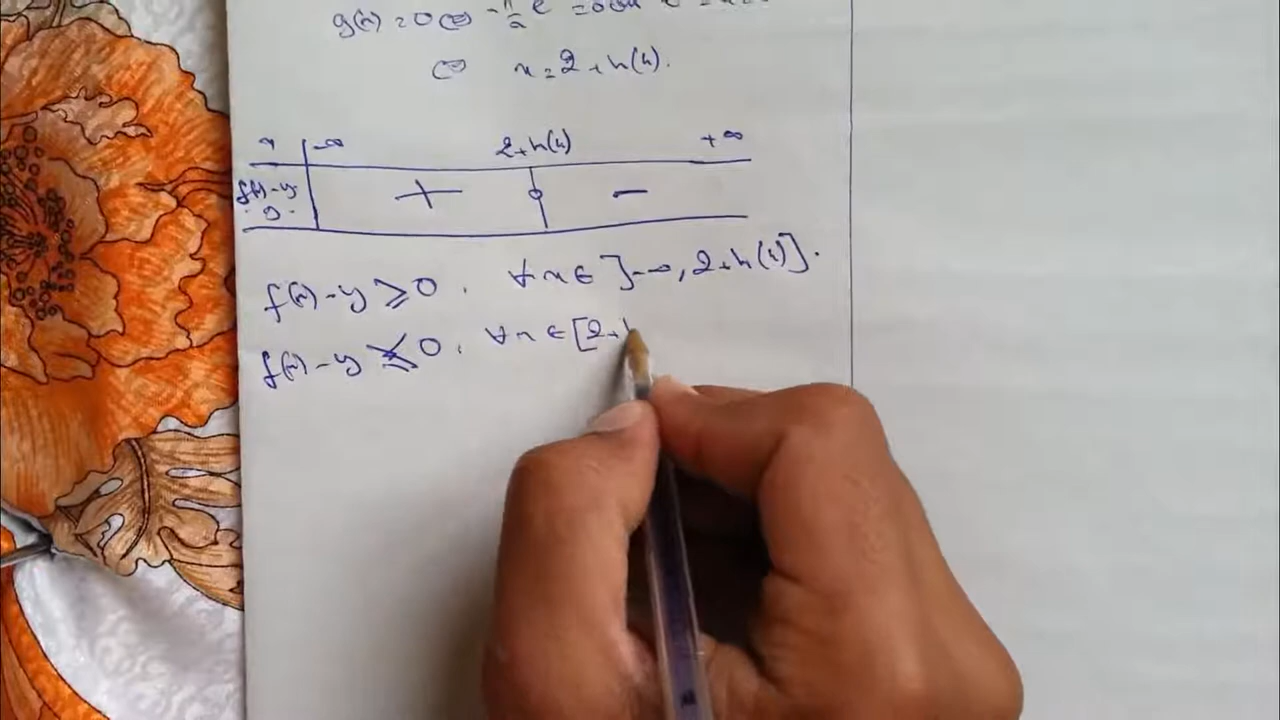 g(x) = 0 ⇔
⇔ x = 2 + ln(4).
x -∞ 2+ln(4) +∞
f(x)-y + 0 -
f(x)-y ≥ 0. ∀x ∈ ]-∞, 2+ln(4)].
f(x)-y ≤ 0. ∀x ∈ [2+